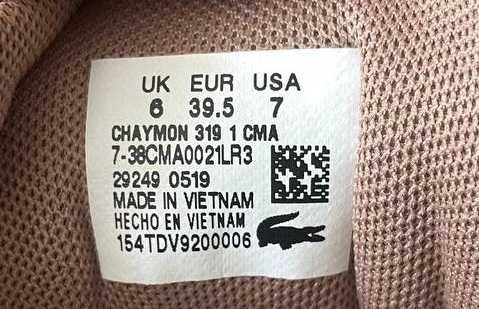 UK EUR USA
6 39.5 7
CHAYMON 319 1 CMA
7-38CMA0021LR3
29249 0519
MADE IN VIETNAM
HECHO EN VIETNAM
154TDV9200006